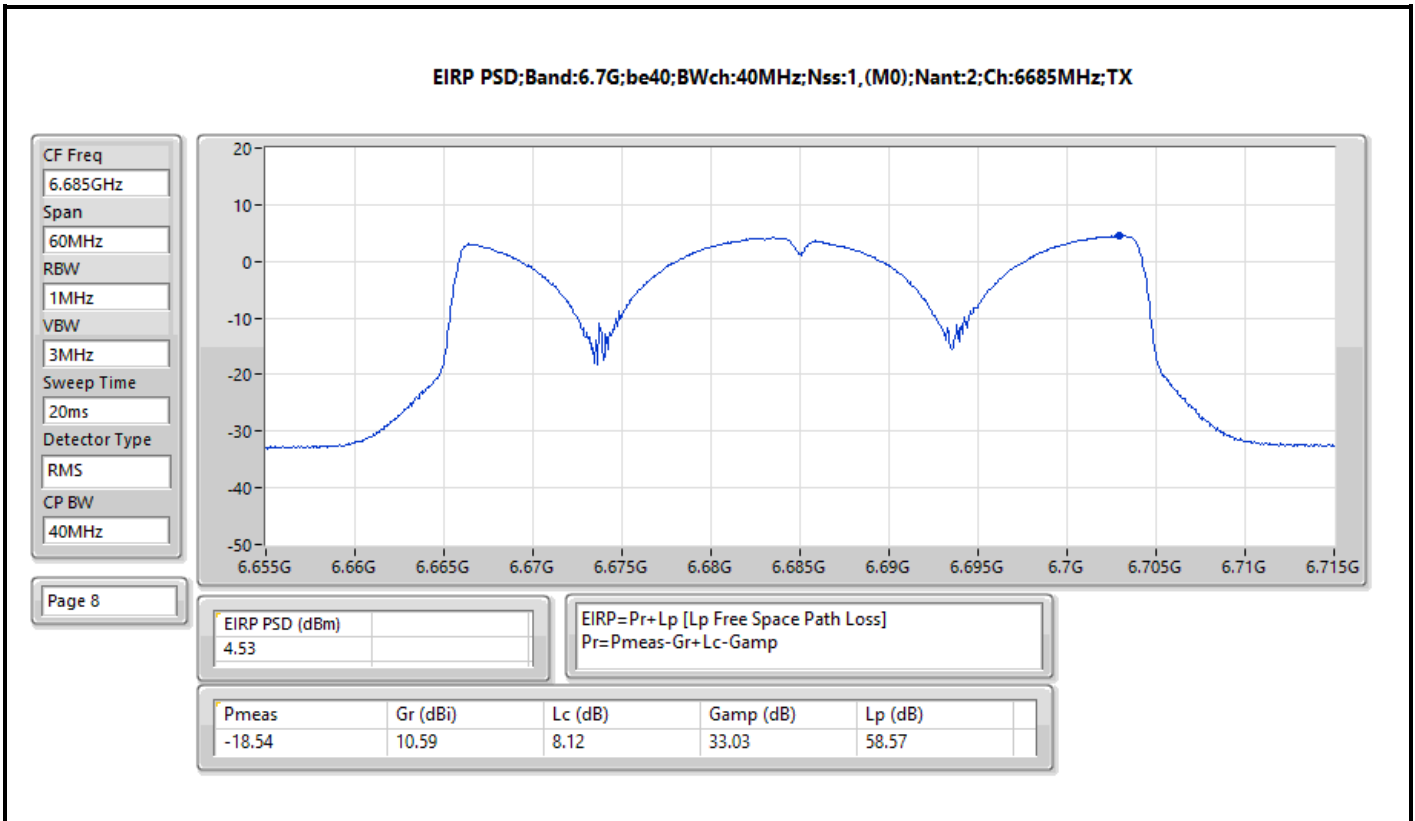 EIRP PSD;Band:6.7G;be40;BWch:40MHz;Nss:1,(M0);Nant:2;Ch:6685MHz;TX
CF Freq
6.685GHz
Span
60MHz
RBW
1MHz
VBW
3MHz
Sweep Time
20ms
Detector Type
RMS
CP BW
40MHz
Page 8
20
10
0
-10
-20
-30
-40
-50
6.655G 6.66G 6.665G 6.67G 6.675G 6.68G 6.685G 6.69G 6.695G 6.7G 6.705G 6.71G 6.715G
EIRP PSD (dBm)
4.53
EIRP=Pr+Lp [Lp Free Space Path Loss]
Pr=Pmeas-Gr+Lc-Gamp
Pmeas Gr (dBi) Lc (dB) Gamp (dB) Lp (dB)
-18.54 10.59 8.12 33.03 58.57